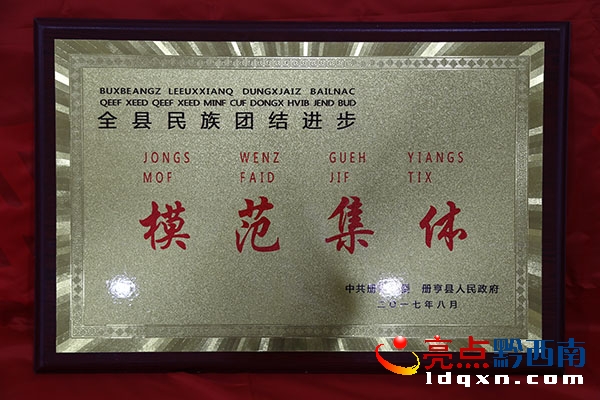 BUXBEANGZ LEEUXXIANQ DUNGXJAIZ BAILNAC
QEEF XEED QEEF XEED MINF CUF DONGX HVIB JEND BUD
全县民族团结进步
JONGS WENZ GUEH YIANGS
MOF FAID JIF TIX
模范集体
中共册 册亨县人民政府
二〇一七年八月
亮点黔西南
ldqxn.com